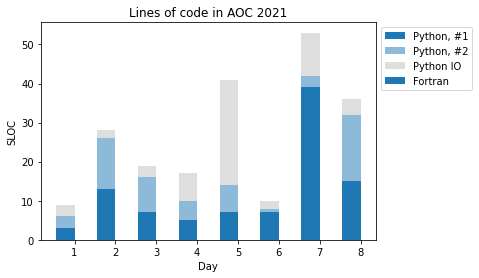 Lines of code in AOC 2021
Python, #1
Python, #2
Python IO
Fortran
50
40
30
20
10
0
SLOC
1 2 3 4 5 6 7 8
Day